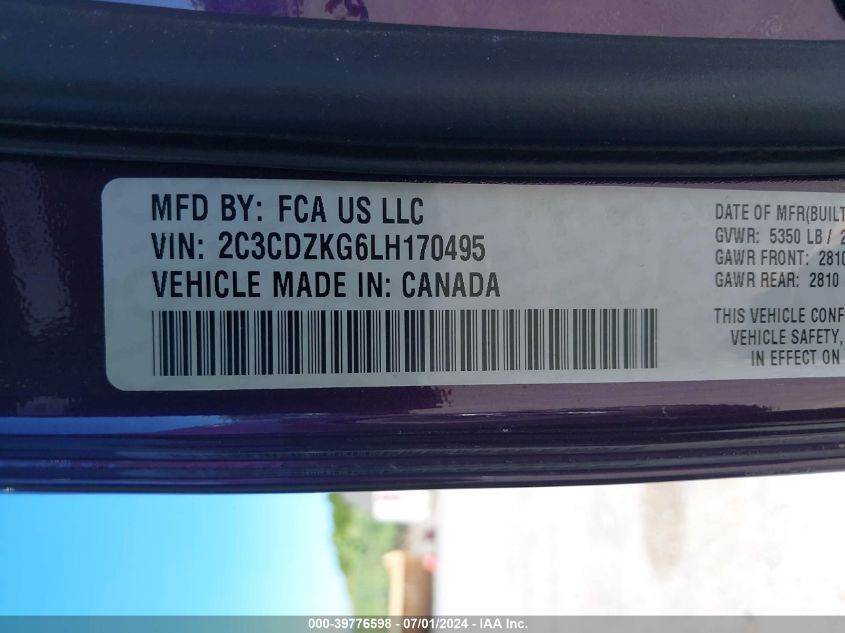 MFD BY: FCA US LLC
VIN: 2C3CDZKG6LH170495
VEHICLE MADE IN: CANADA
DATE OF MFR(BUILT
GVWR: 5350 LB / 2
GAWR FRONT: 2810
GAWR REAR: 2810
THIS VEHICLE CONF
VEHICLE SAFETY,
IN EFFECT ON
000-39776598 - 07/01/2024 - IAA Inc.